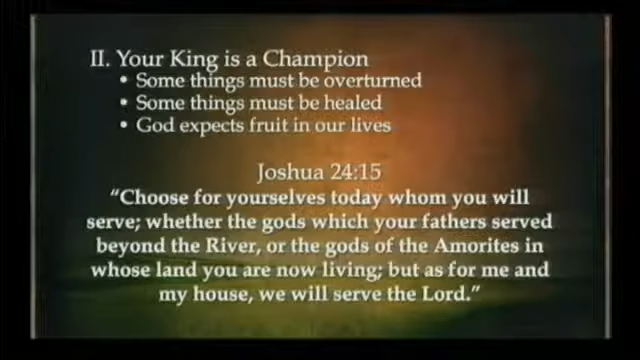 II. Your King is a Champion
• Some things must be overturned
• Some things must be healed
• God expects fruit in our lives
Joshua 24:15
“Choose for yourselves today whom you will
serve; whether the gods which your fathers served
beyond the River, or the gods of the Amorites in
whose land you are now living; but as for me and
my house, we will serve the Lord.”